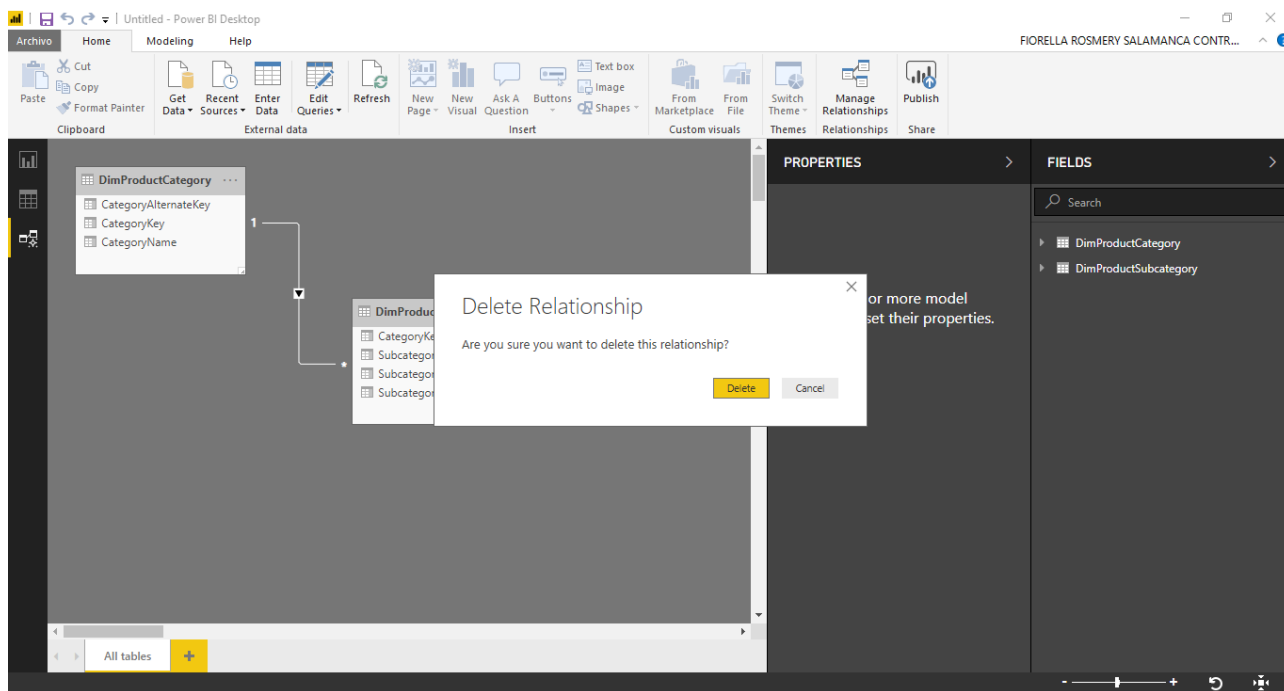 Untitled - Power BI Desktop
Archivo Home Modeling Help FIORELLA ROSMERY SALAMANCA CONTR...
Paste
Cut
Copy
Format Painter
Clipboard
Get Data
Recent Sources
Enter Data
Edit Queries
Refresh
External data
New Page
New Visual
Ask A Question
Buttons
Text box
Image
Shapes
Insert
From Marketplace
From File
Custom visuals
Switch Theme
Themes
Manage Relationships
Relationships
Publish
Share
DimProductCategory ...
CategoryAlternateKey
CategoryKey
CategoryName
1
*
DimProduc
CategoryKe
Subcategor
Subcategor
Subcategor
Delete Relationship
Are you sure you want to delete this relationship?
Delete Cancel
PROPERTIES
or more model
set their properties.
FIELDS
Search
DimProductCategory
DimProductSubcategory
All tables +
- +